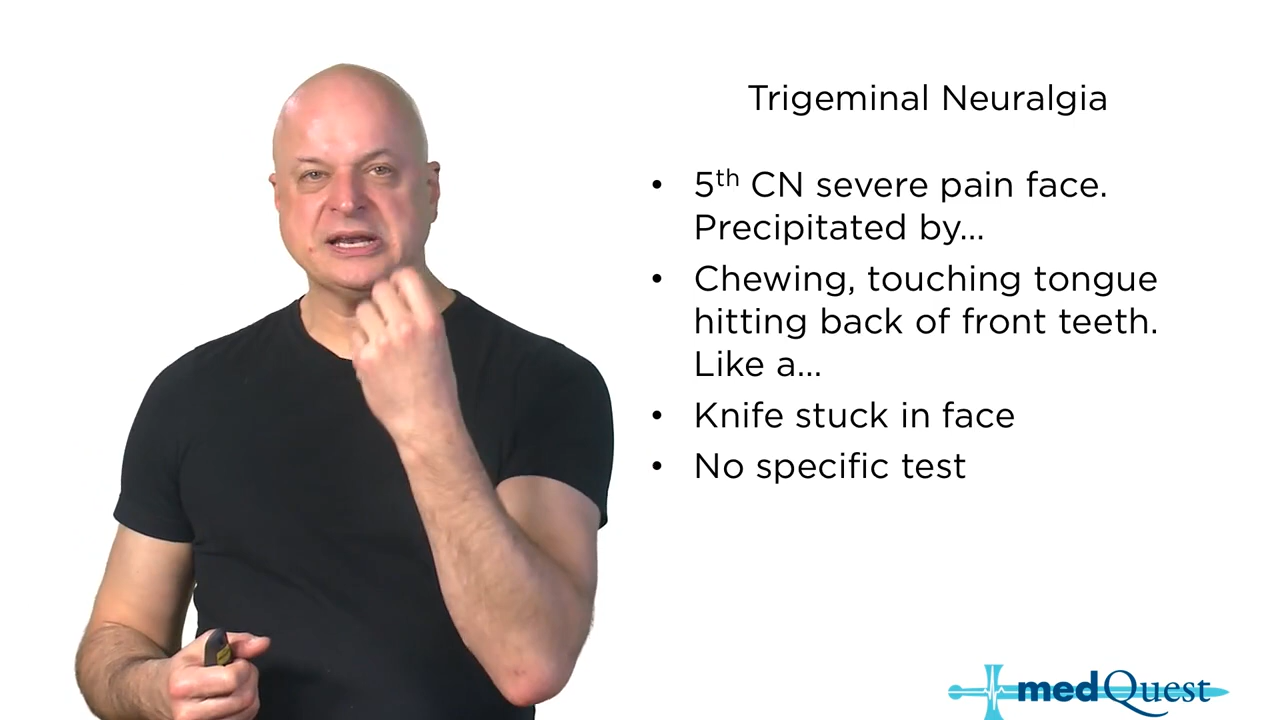 Trigeminal Neuralgia
• 5th CN severe pain face.
Precipitated by...
• Chewing, touching tongue
hitting back of front teeth.
Like a...
• Knife stuck in face
• No specific test
medQuest